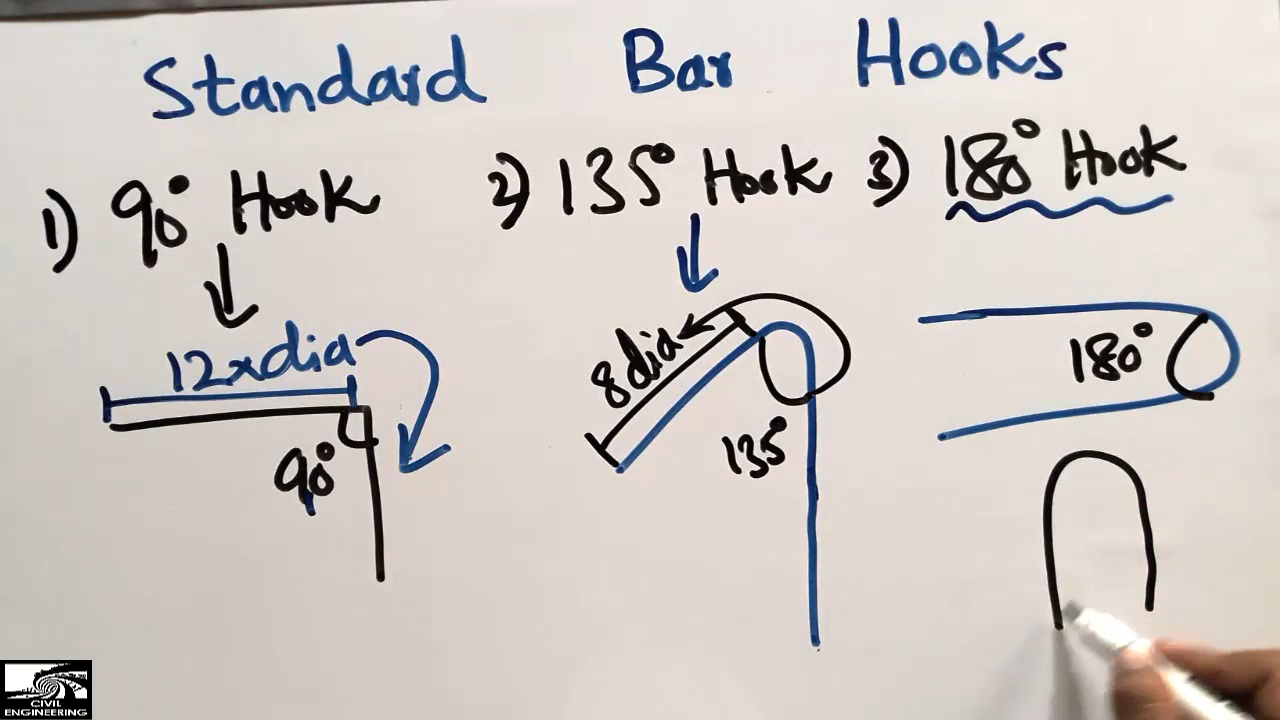 Standard Bar Hooks
1) 90° Hook
2) 135° Hook
3) 180° Hook
12xdia
90°
8dia
135°
180°
CIVIL
ENGINEERING